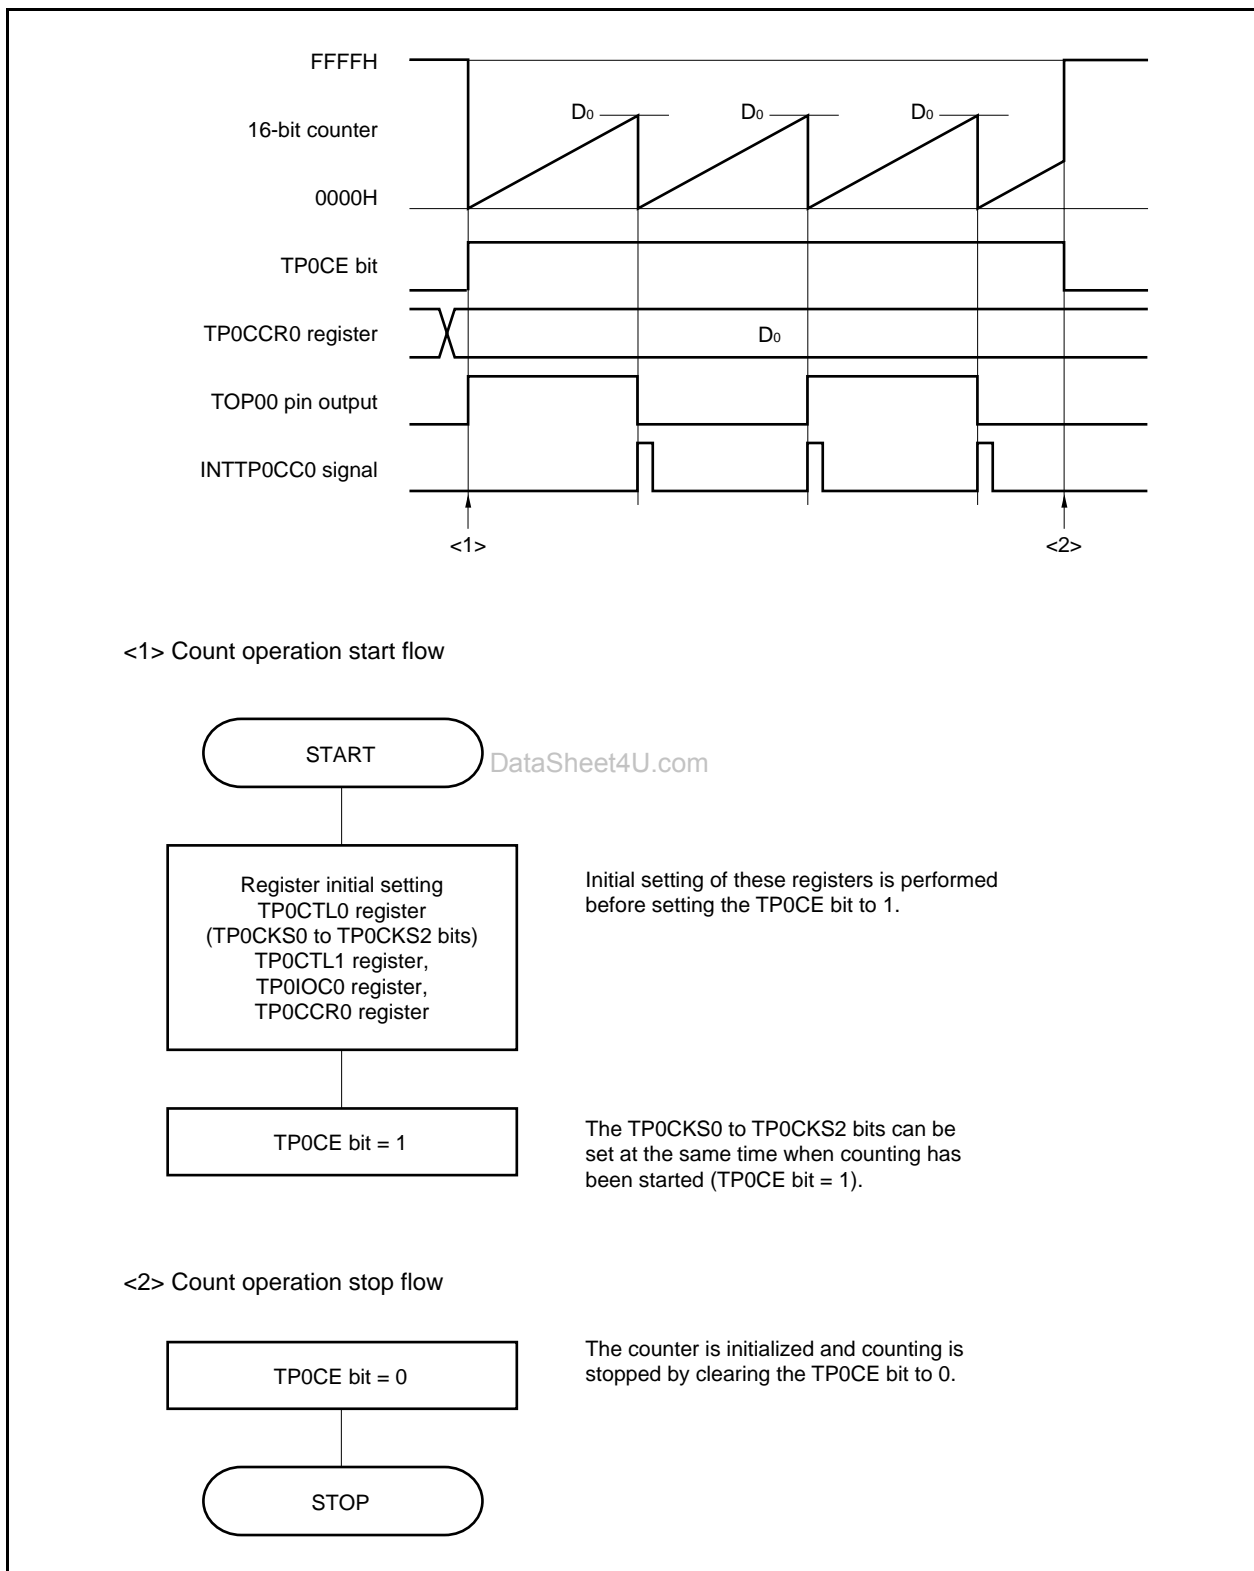 FFFFH
D0 D0 D0
16-bit counter
0000H
TP0CE bit
TP0CCR0 register
D0
TOP00 pin output
INTTP0CC0 signal
<1> <2>
<1> Count operation start flow
START
DataSheet4U.com
Register initial setting
TP0CTL0 register
(TP0CKS0 to TP0CKS2 bits)
TP0CTL1 register,
TP0IOC0 register,
TP0CCR0 register
Initial setting of these registers is performed
before setting the TP0CE bit to 1.
TP0CE bit = 1
The TP0CKS0 to TP0CKS2 bits can be
set at the same time when counting has
been started (TP0CE bit = 1).
<2> Count operation stop flow
TP0CE bit = 0
The counter is initialized and counting is
stopped by clearing the TP0CE bit to 0.
STOP